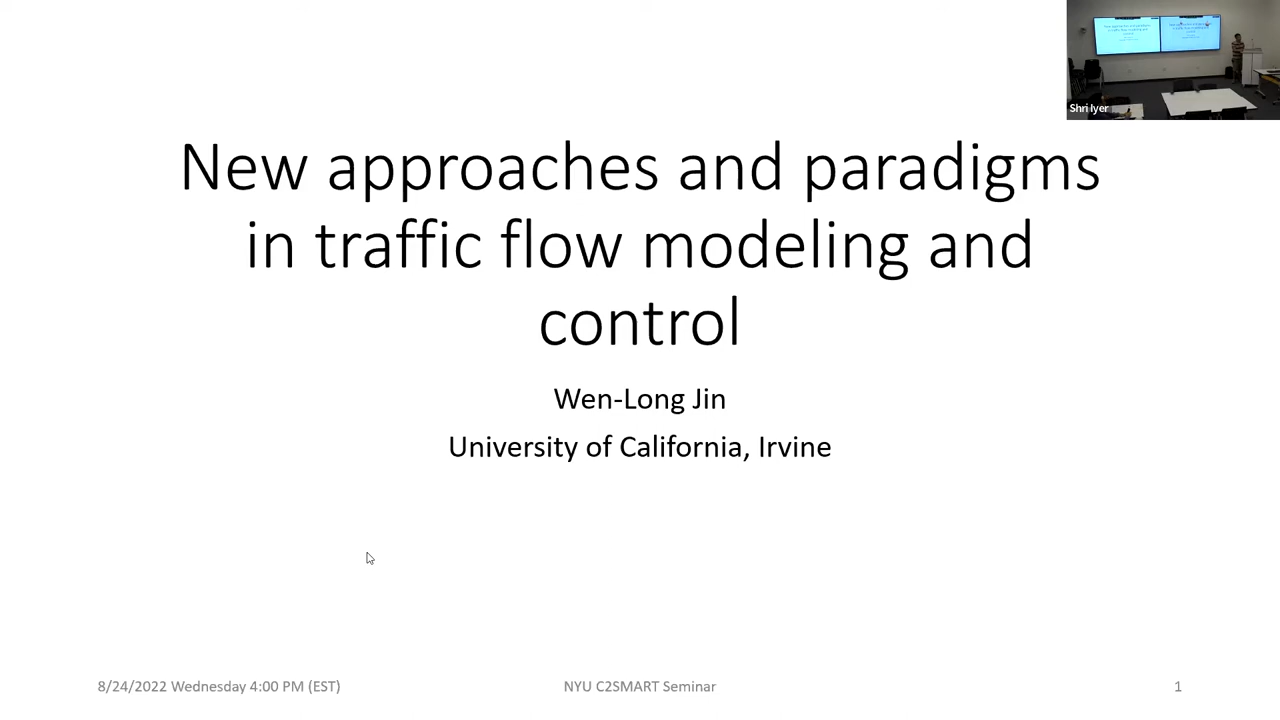 Shri Iyer
New approaches and paradigms
in traffic flow modeling and
control
Wen-Long Jin
University of California, Irvine
8/24/2022 Wednesday 4:00 PM (EST)
NYU C2SMART Seminar
1